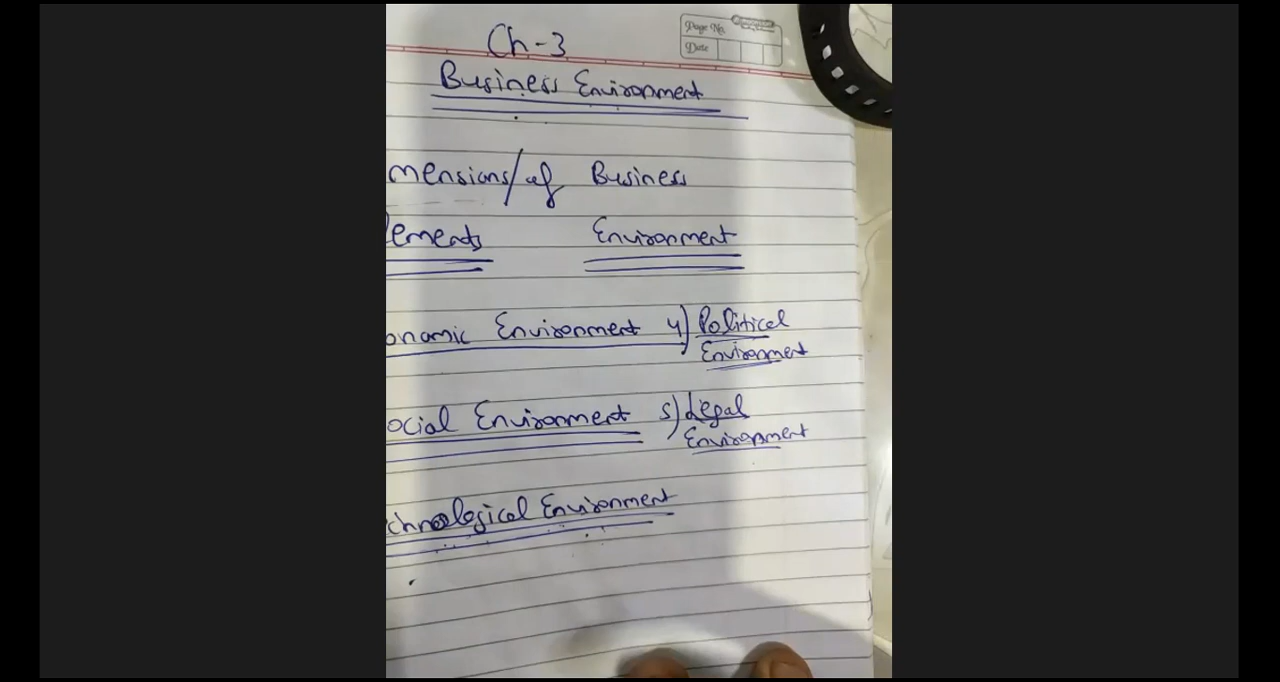 Ch-3
Page No.
Date
Business Environment
mensions/of Business
lements Environment
onomic Environment 4) Political
Environment
ocial Environment 5) Legal
Environment
chnological Environment